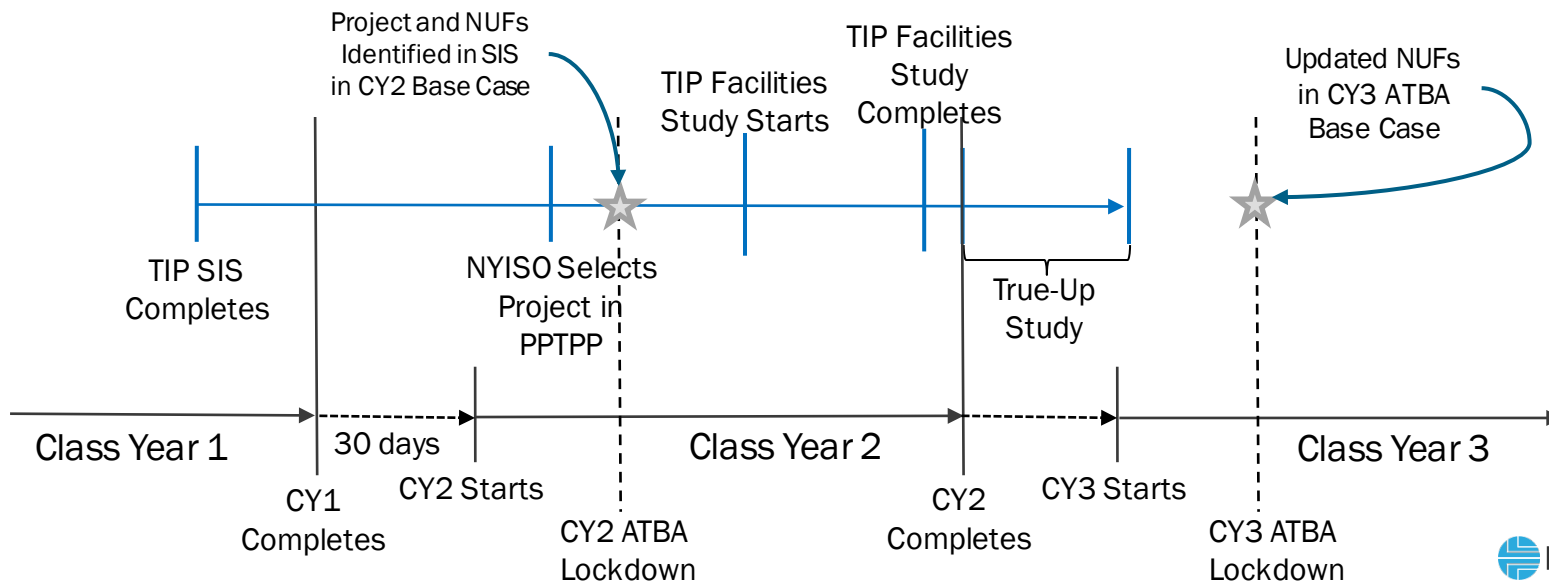 Project and NUFs
Identified in SIS
in CY2 Base Case
TIP Facilities
Study Starts
TIP Facilities
Study
Completes
Updated NUFs
in CY3 ATBA
Base Case
TIP SIS
Completes
NYISO Selects
Project in
PPTPP
True-Up
Study
Class Year 1
30 days
Class Year 2
Class Year 3
CY1
Completes
CY2 Starts
CY2 ATBA
Lockdown
CY2
Completes
CY3 Starts
CY3 ATBA
Lockdown